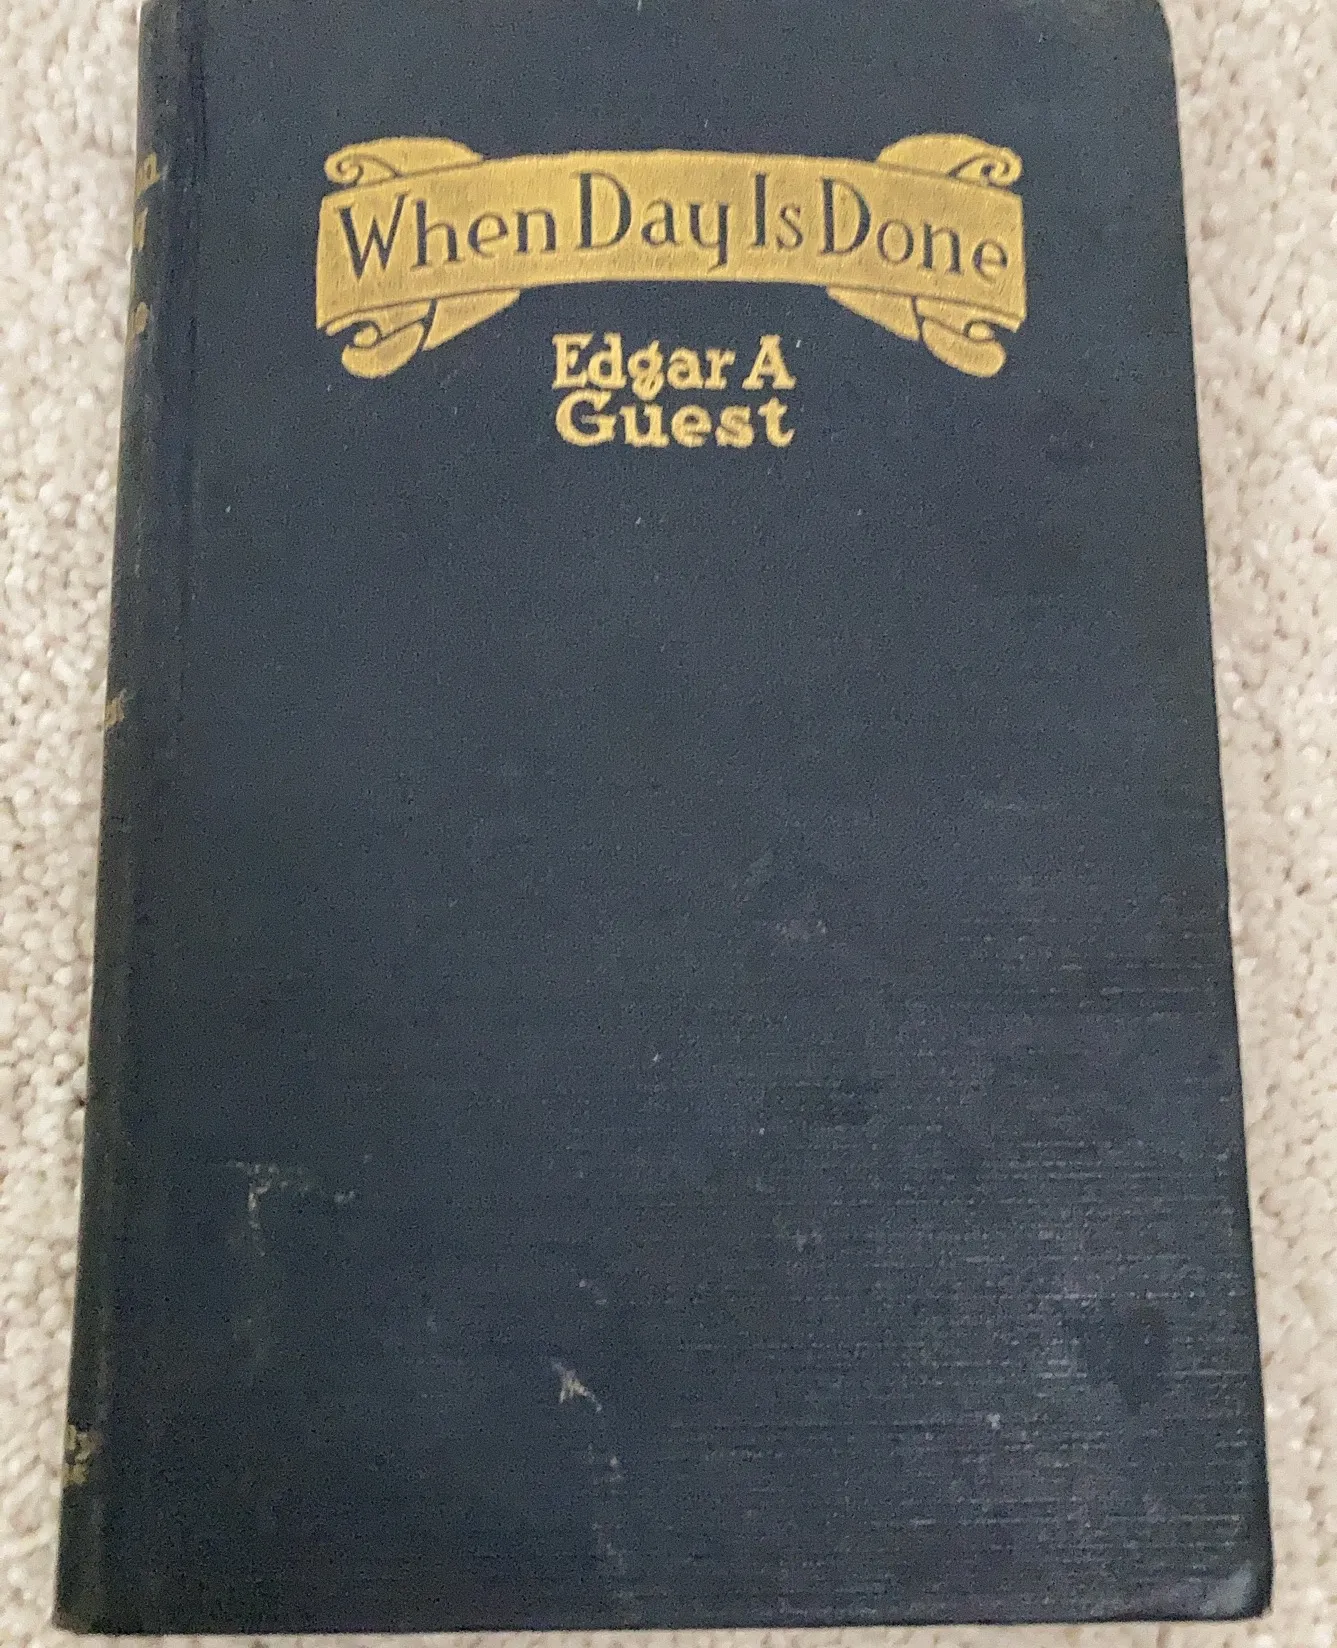 When Day Is Done
Edgar A
Guest